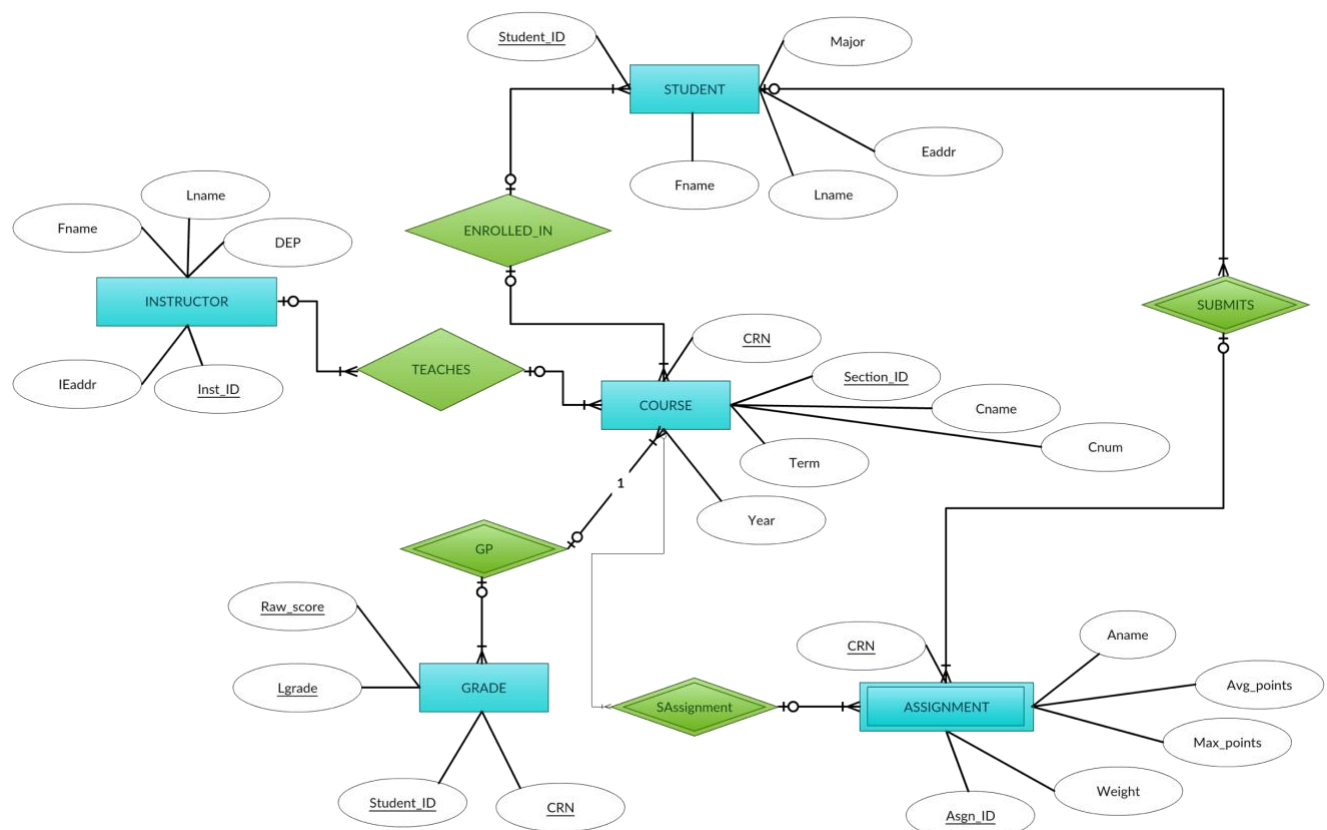 Student_ID
Major
STUDENT
Eaddr
Fname
Lname
Lname
Fname
DEP
ENROLLED_IN
INSTRUCTOR
SUBMITS
IEaddr
Inst_ID
TEACHES
CRN
Section_ID
COURSE
Cname
Cnum
Term
1
Year
GP
Raw_score
Lgrade
GRADE
CRN
Aname
Avg_points
SAssignment
ASSIGNMENT
Max_points
Student_ID
CRN
Weight
Asgn_ID